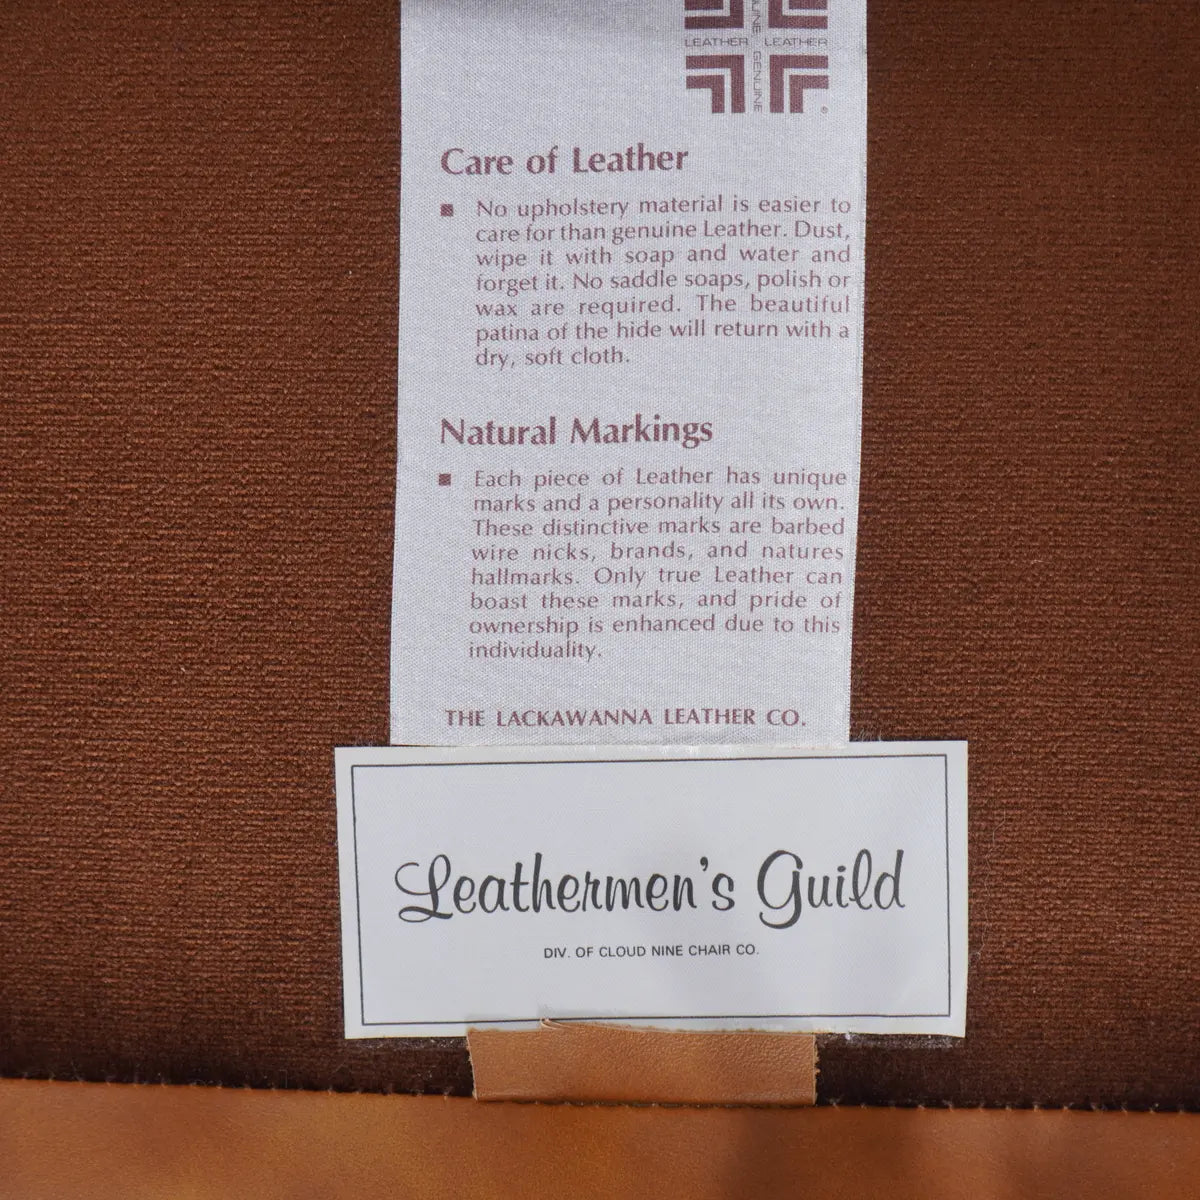 GENUINE
LEATHER LEATHER
GENUINE
®
Care of Leather
■ No upholstery material is easier to
care for than genuine Leather. Dust,
wipe it with soap and water and
forget it. No saddle soaps, polish or
wax are required. The beautiful
patina of the hide will return with a
dry, soft cloth.
Natural Markings
■ Each piece of Leather has unique
marks and a personality all its own.
These distinctive marks are barbed
wire nicks, brands, and natures
hallmarks. Only true Leather can
boast these marks, and pride of
ownership is enhanced due to this
individuality.
THE LACKAWANNA LEATHER CO.
Leathermen's Guild
DIV. OF CLOUD NINE CHAIR CO.